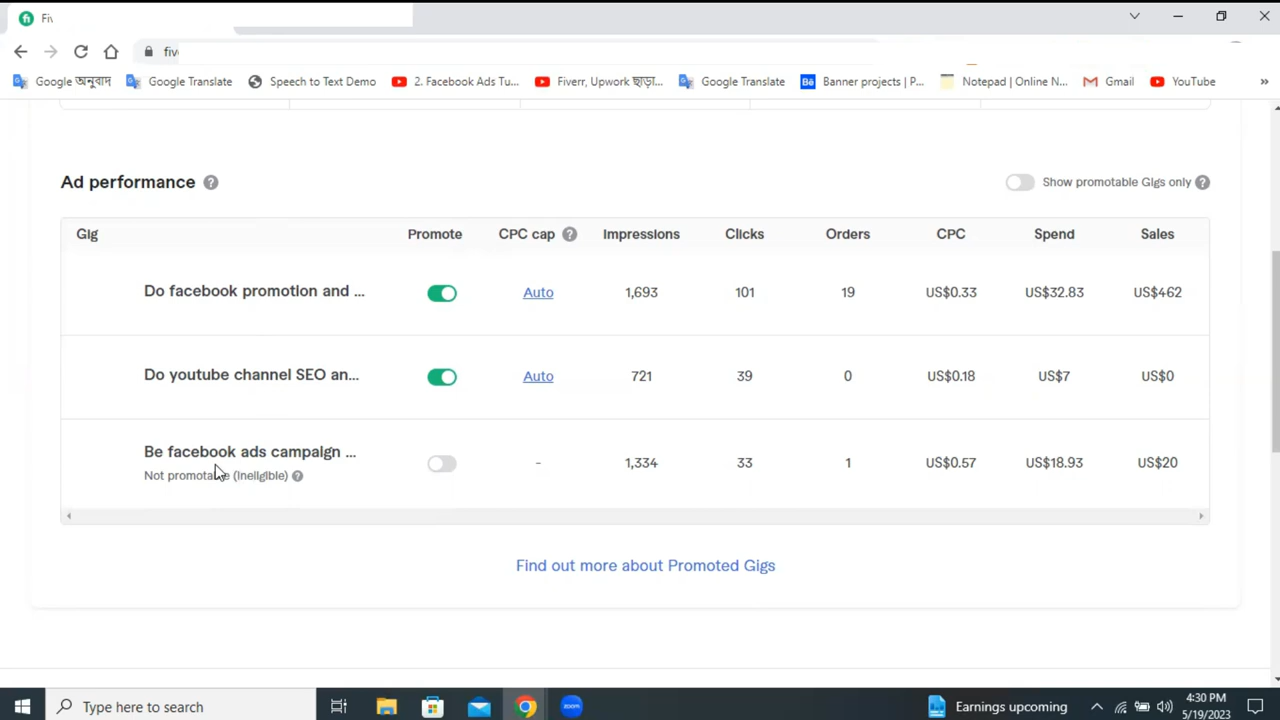 Fiv
five
Google অনুবাদ Google Translate Speech to Text Demo 2. Facebook Ads Tu... Fiverr, Upwork ছাড়া... Google Translate Banner projects | P... Notepad | Online N... Gmail YouTube »
Ad performance ? Show promotable Gigs only ?
Gig Promote CPC cap ? Impressions Clicks Orders CPC Spend Sales
Do facebook promotion and ... Auto 1,693 101 19 US$0.33 US$32.83 US$462
Do youtube channel SEO an... Auto 721 39 0 US$0.18 US$7 US$0
Be facebook ads campaign ... - 1,334 33 1 US$0.57 US$18.93 US$20
Not promotable (ineligible) ?
Find out more about Promoted Gigs
Type here to search zoom Earnings upcoming 4:30 PM
5/19/2023